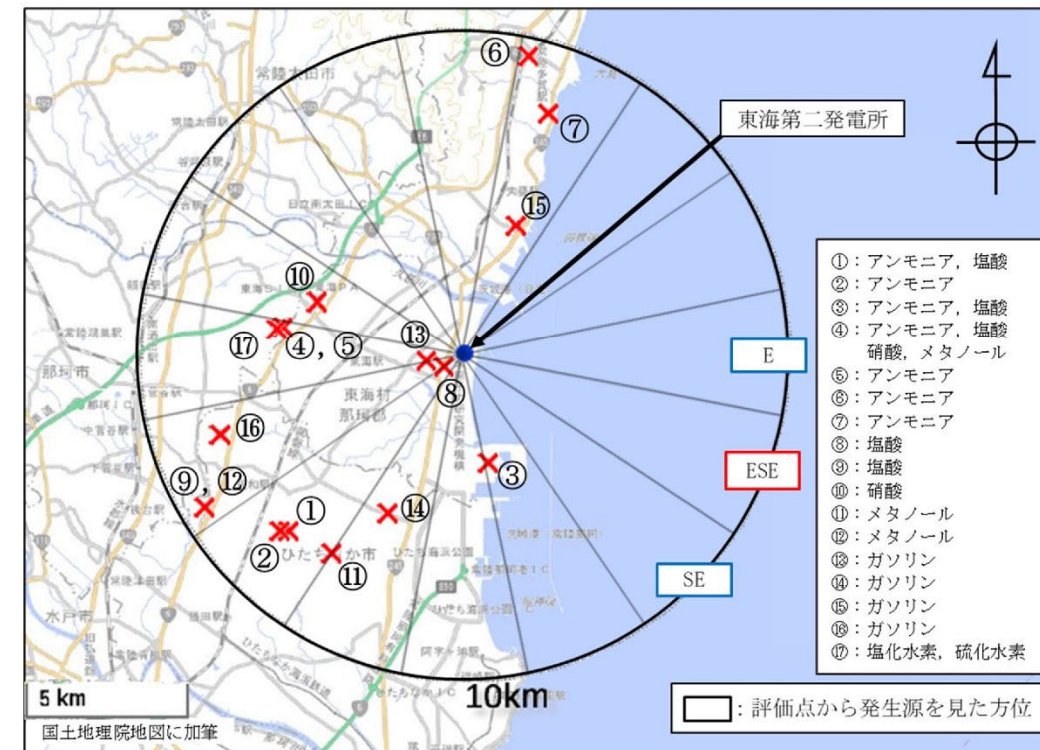 ⑥
常陸太田市
⑦
東海第二発電所
日立南太田IC
⑮
⑩
⑰
④, ⑤
⑬
⑧
那珂市
東海村
那珂郡
⑯
③
⑨, ⑫
①
⑭
②
ひたちなか市
⑪
水戸市
E
ESE
SE
①:アンモニア, 塩酸
②:アンモニア
③:アンモニア, 塩酸
④:アンモニア, 塩酸
硝酸, メタノール
⑤:アンモニア
⑥:アンモニア
⑦:アンモニア
⑧:塩酸
⑨:塩酸
⑩:硝酸
⑪:メタノール
⑫:メタノール
⑬:ガソリン
⑭:ガソリン
⑮:ガソリン
⑯:ガソリン
⑰:塩化水素, 硫化水素
5 km
10km
国土地理院地図に加筆
:評価点から発生源を見た方位